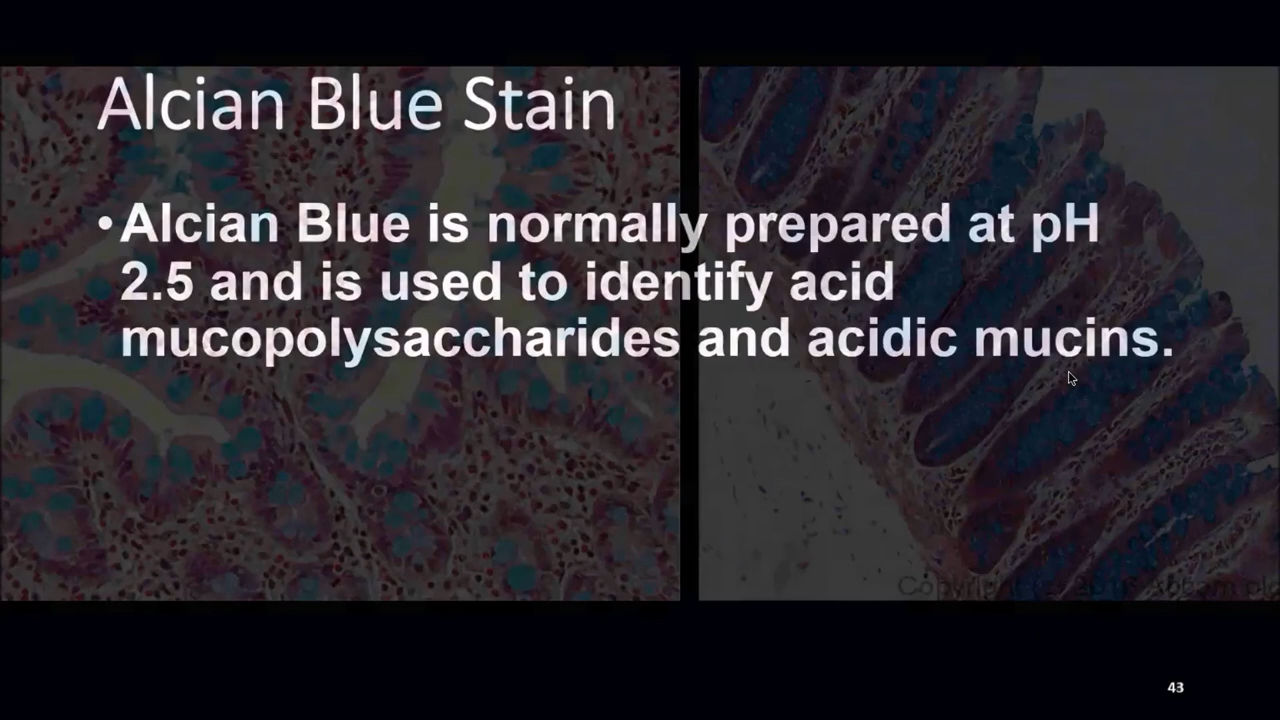 Alcian Blue Stain
•Alcian Blue is normally prepared at pH
2.5 and is used to identify acid
mucopolysaccharides and acidic mucins.
Copyright
43